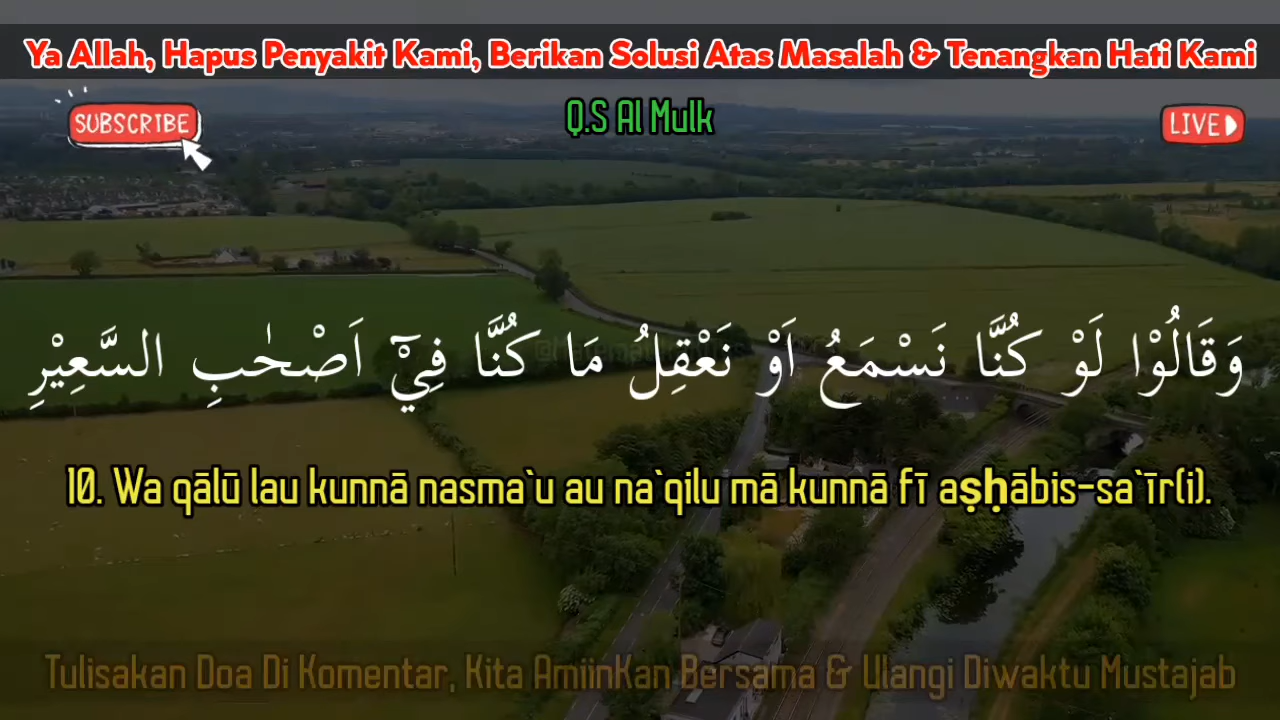 Ya Allah, Hapus Penyakit Kami, Berikan Solusi Atas Masalah & Tenangkan Hati Kami
SUBSCRIBE
Q.S Al Mulk
LIVE
وَقَالُوْا لَوْ كُنَّا نَسْمَعُ اَوْ نَعْقِلُ مَا كُنَّا فِيْٓ اَصْحٰبِ السَّعِيْرِ
10. Wa qālū lau kunnā nasma`u au na`qilu mā kunnā fī aṣḥābis-sa`īr(i).
Tulisakan Doa Di Komentar, Kita AmiinKan Bersama & Ulangi Diwaktu Mustajab